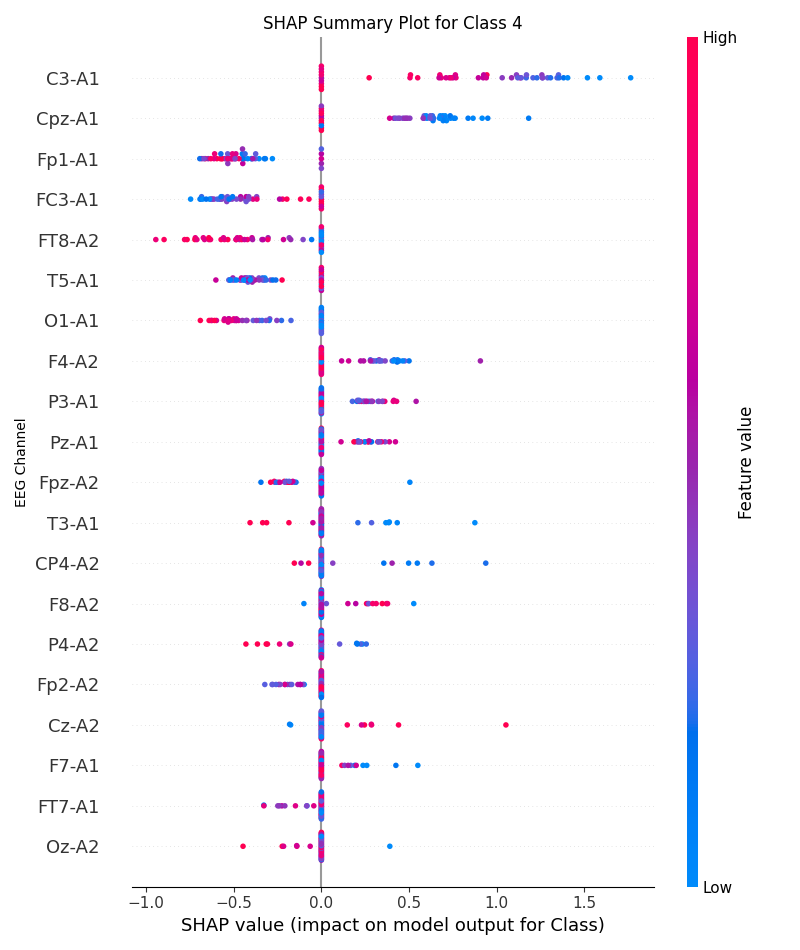 SHAP Summary Plot for Class 4
High
C3-A1
Cpz-A1
Fp1-A1
FC3-A1
FT8-A2
T5-A1
O1-A1
F4-A2
P3-A1
Pz-A1
Fpz-A2
T3-A1
CP4-A2
F8-A2
P4-A2
Fp2-A2
Cz-A2
F7-A1
FT7-A1
Oz-A2
EEG Channel
Feature value
Low
−1.0 −0.5 0.0 0.5 1.0 1.5
SHAP value (impact on model output for Class)